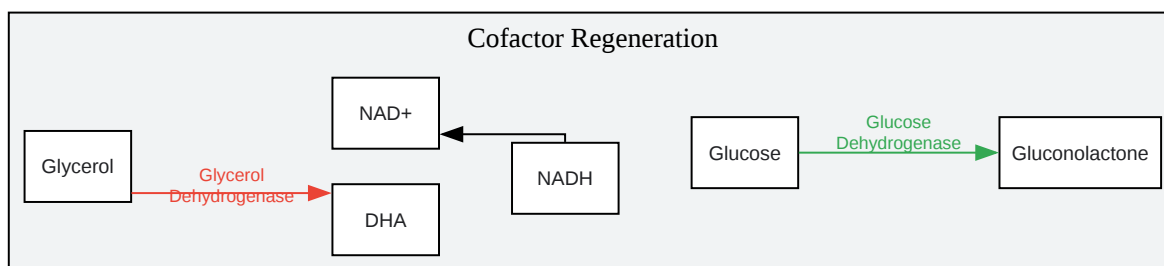 Cofactor Regeneration
NAD+
Glycerol
Glycerol
Dehydrogenase
DHA
NADH
Glucose
Glucose
Dehydrogenase
Gluconolactone